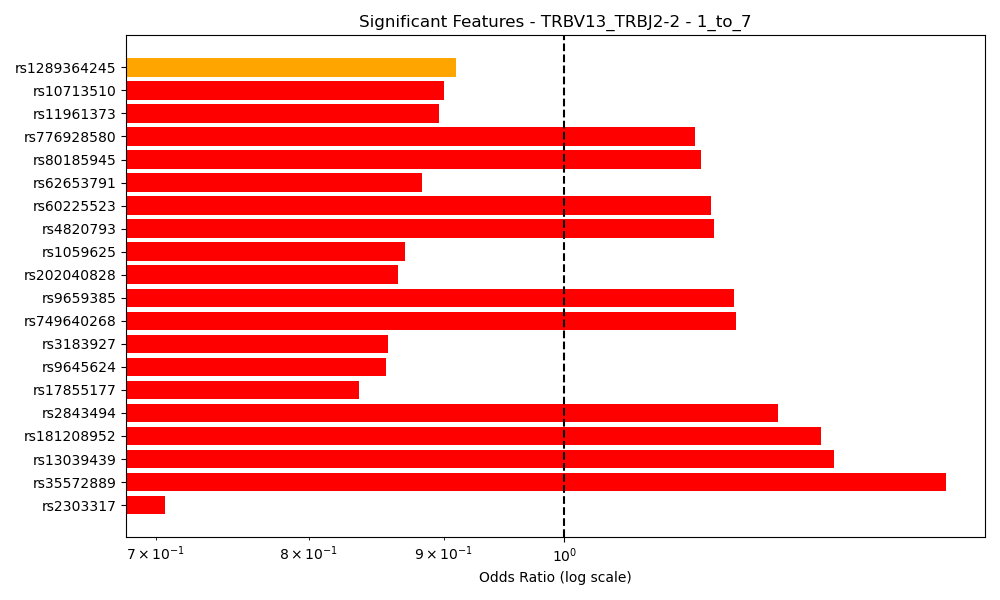 Significant Features - TRBV13_TRBJ2-2 - 1_to_7
rs1289364245
rs10713510
rs11961373
rs776928580
rs80185945
rs62653791
rs60225523
rs4820793
rs1059625
rs202040828
rs9659385
rs749640268
rs3183927
rs9645624
rs17855177
rs2843494
rs181208952
rs13039439
rs35572889
rs2303317
7 × 10⁻¹ 8 × 10⁻¹ 9 × 10⁻¹ 10⁰
Odds Ratio (log scale)